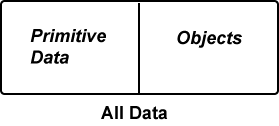 Primitive
Data
Objects
All Data